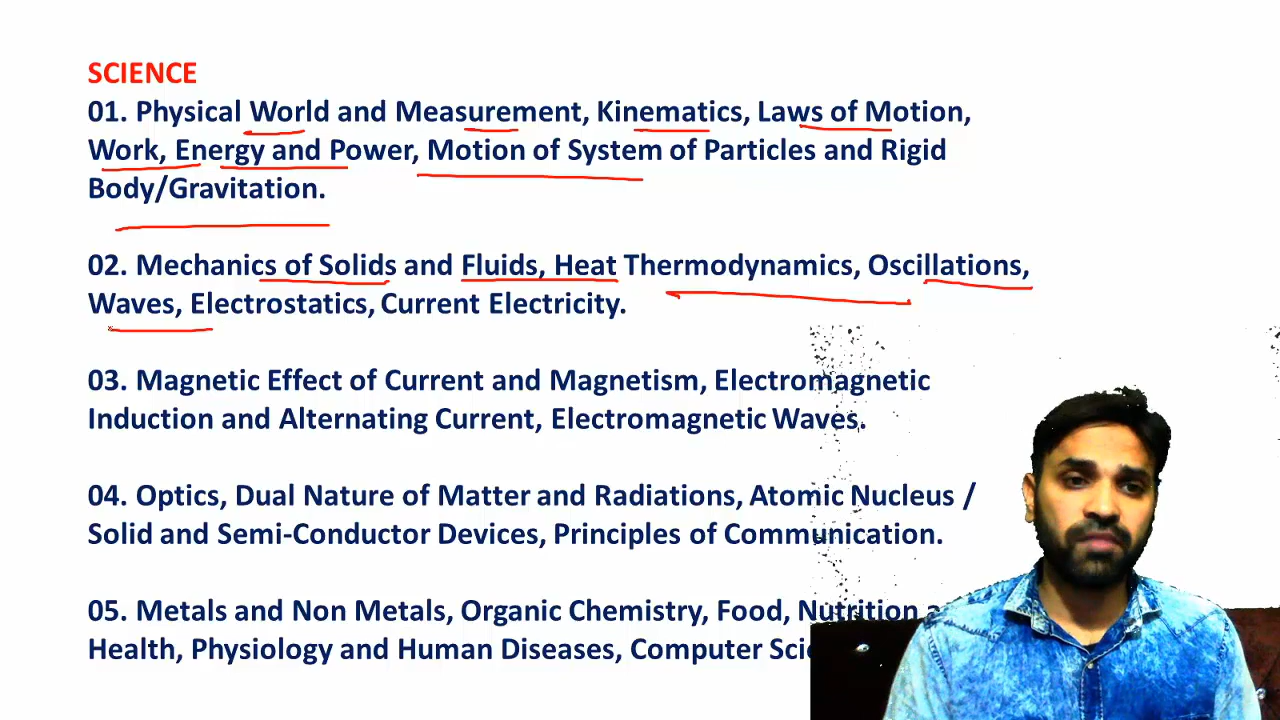 SCIENCE
01. Physical World and Measurement, Kinematics, Laws of Motion,
Work, Energy and Power, Motion of System of Particles and Rigid
Body/Gravitation.
02. Mechanics of Solids and Fluids, Heat Thermodynamics, Oscillations,
Waves, Electrostatics, Current Electricity.
03. Magnetic Effect of Current and Magnetism, Electromagnetic
Induction and Alternating Current, Electromagnetic Waves.
04. Optics, Dual Nature of Matter and Radiations, Atomic Nucleus /
Solid and Semi-Conductor Devices, Principles of Communication.
05. Metals and Non Metals, Organic Chemistry, Food, Nutrition
Health, Physiology and Human Diseases, Computer